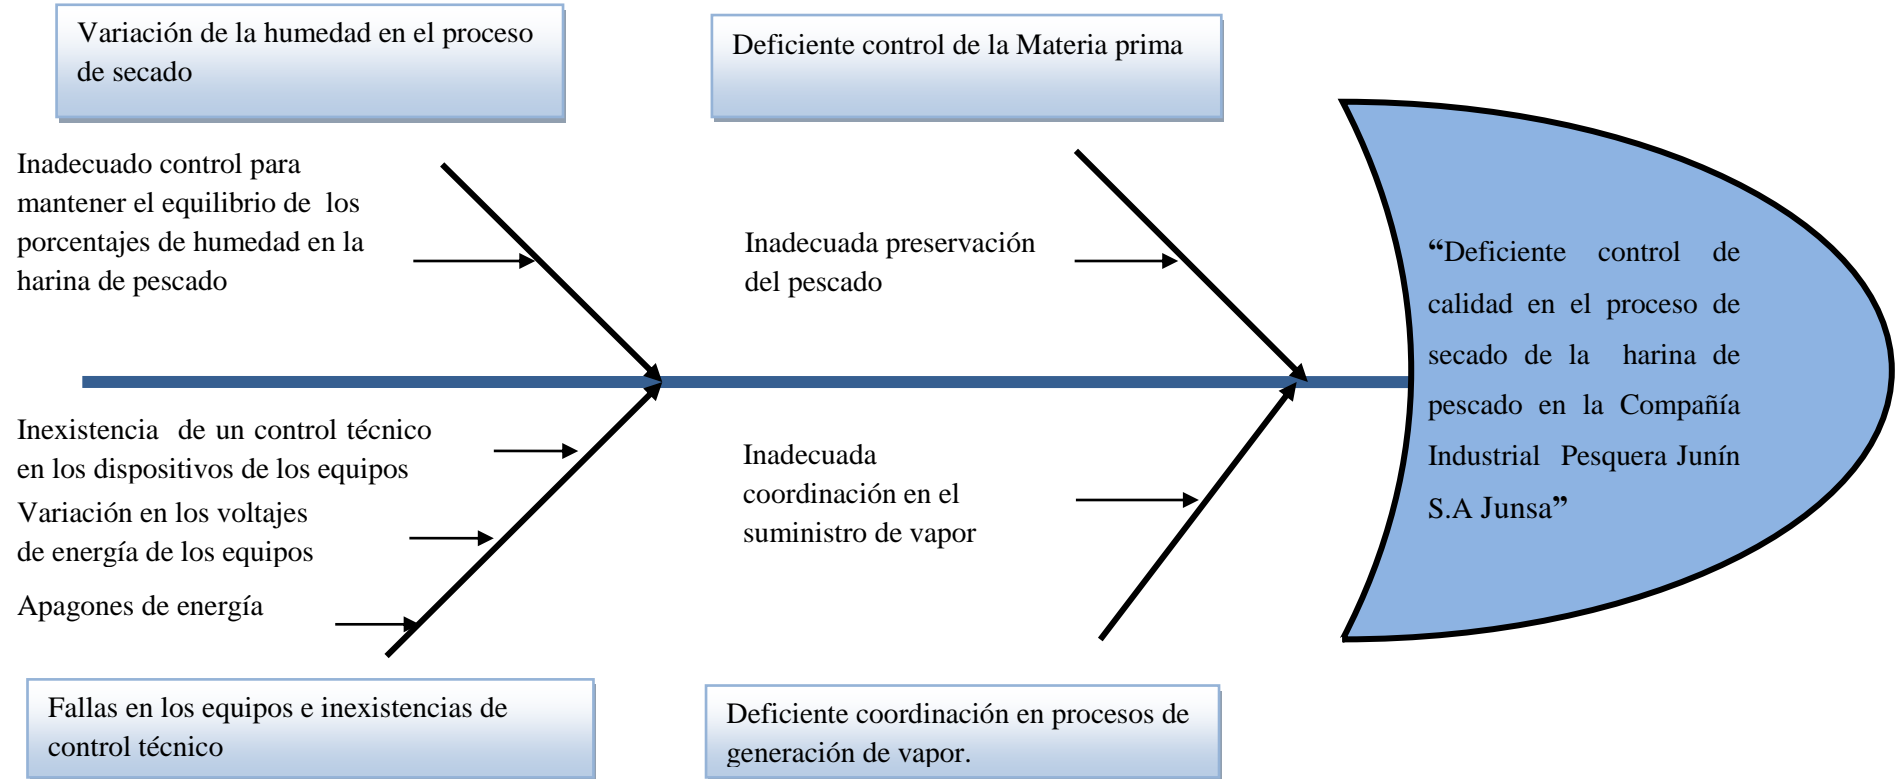 Variación de la humedad en el proceso
de secado
Deficiente control de la Materia prima
Inadecuado control para
mantener el equilibrio de los
porcentajes de humedad en la
harina de pescado
Inadecuada preservación
del pescado
“Deficiente control de
calidad en el proceso de
secado de la harina de
pescado en la Compañía
Industrial Pesquera Junín
S.A Junsa”
Inexistencia de un control técnico
en los dispositivos de los equipos
Variación en los voltajes
de energía de los equipos
Apagones de energía
Inadecuada
coordinación en el
suministro de vapor
Fallas en los equipos e inexistencias de
control técnico
Deficiente coordinación en procesos de
generación de vapor.